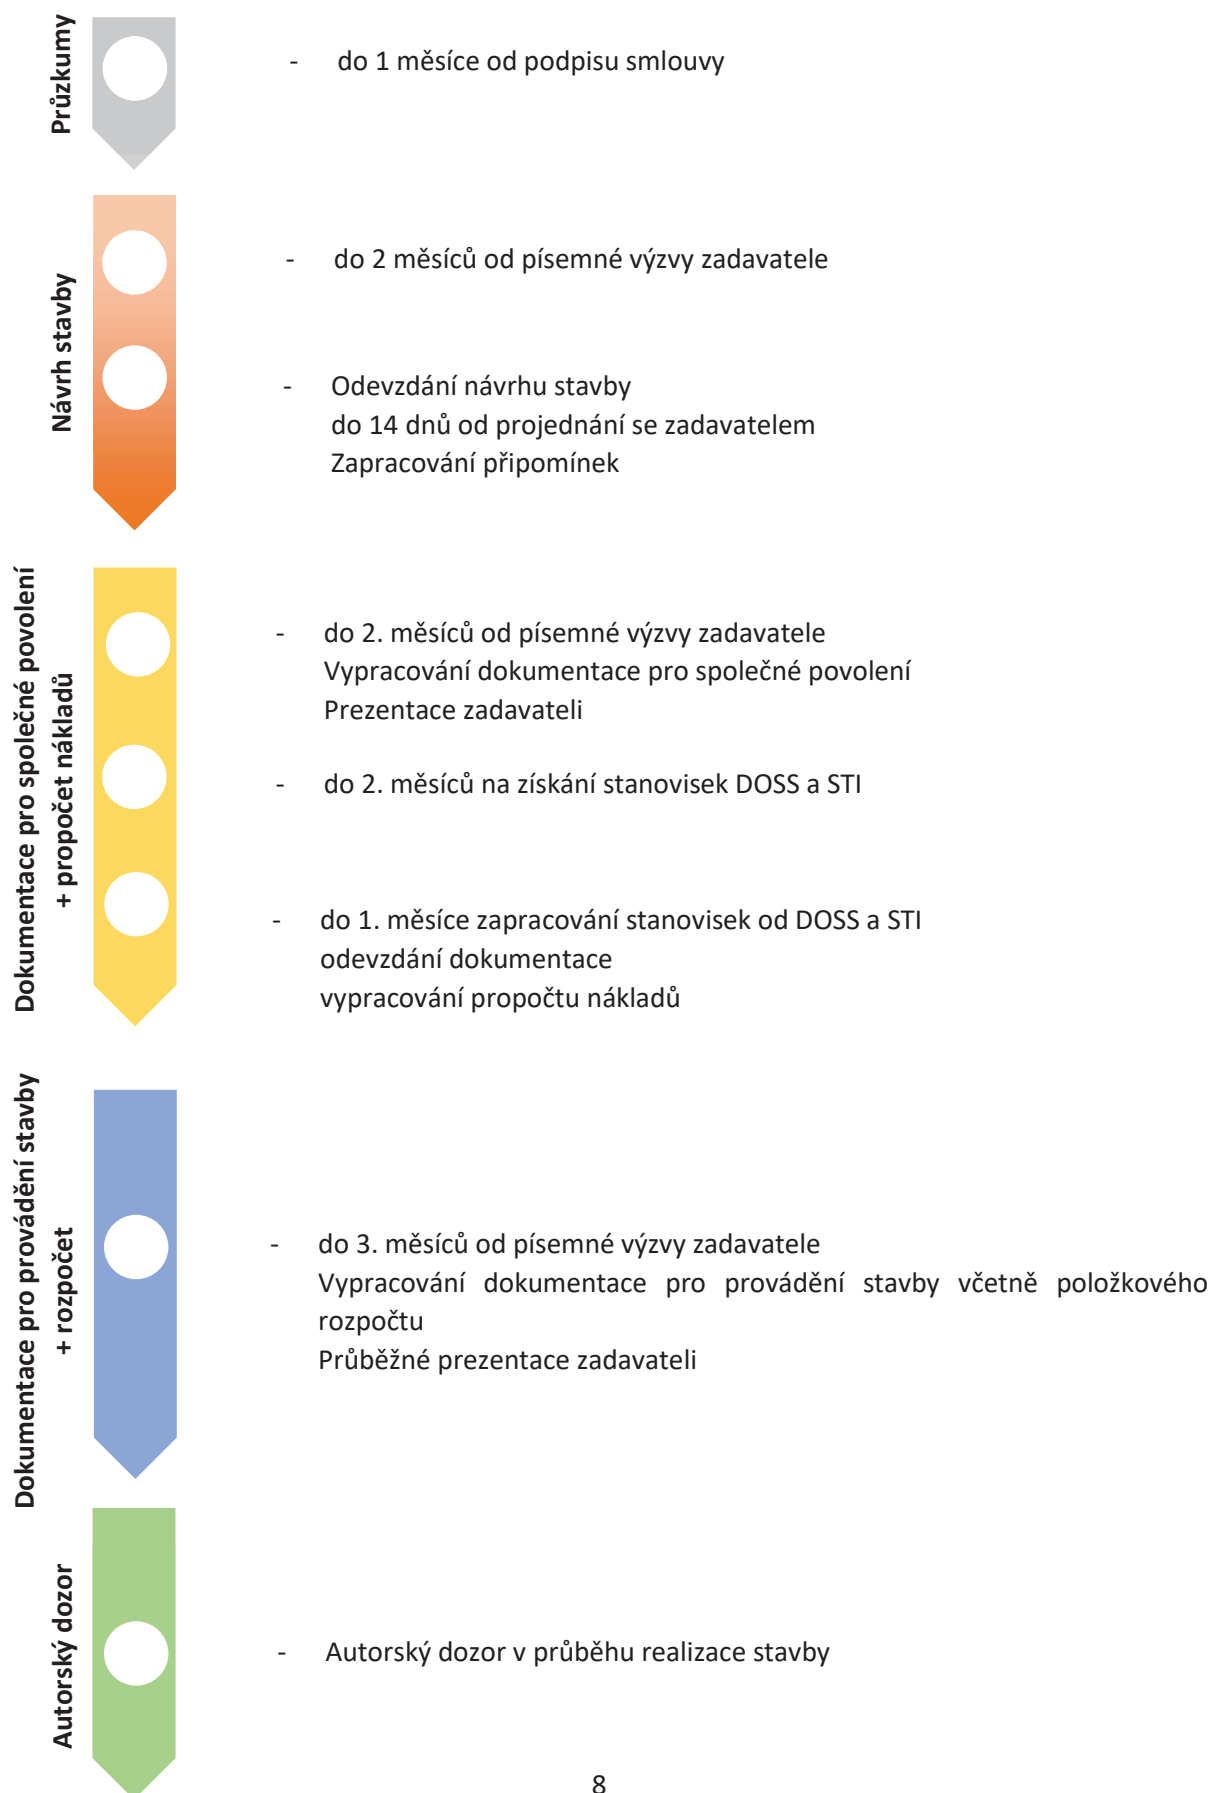 Průzkumy
- do 1 měsíce od podpisu smlouvy
Návrh stavby
- do 2 měsíců od písemné výzvy zadavatele
- Odevzdání návrhu stavby
do 14 dnů od projednání se zadavatelem
Zapracování připomínek
Dokumentace pro společné povolení
+ propočet nákladů
- do 2. měsíců od písemné výzvy zadavatele
Vypracování dokumentace pro společné povolení
Prezentace zadavateli
- do 2. měsíců na získání stanovisek DOSS a STI
- do 1. měsíce zapracování stanovisek od DOSS a STI
odevzdání dokumentace
vypracování propočtu nákladů
Dokumentace pro provádění stavby
+ rozpočet
- do 3. měsíců od písemné výzvy zadavatele
Vypracování dokumentace pro provádění stavby včetně položkového
rozpočtu
Průběžné prezentace zadavateli
Autorský dozor
- Autorský dozor v průběhu realizace stavby
8